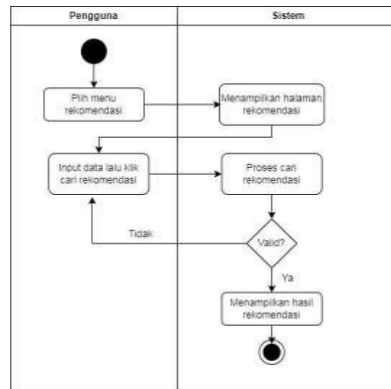 Pengguna
Sistem
Plih menu
rekomendasi
Menampilkan halaman
rekomendasi
Input data lalu klik
cari rekomendasi
Proses cari
rekomendasi
Tidak
Valid?
Ya
Menampilkan hasil
rekomendasi